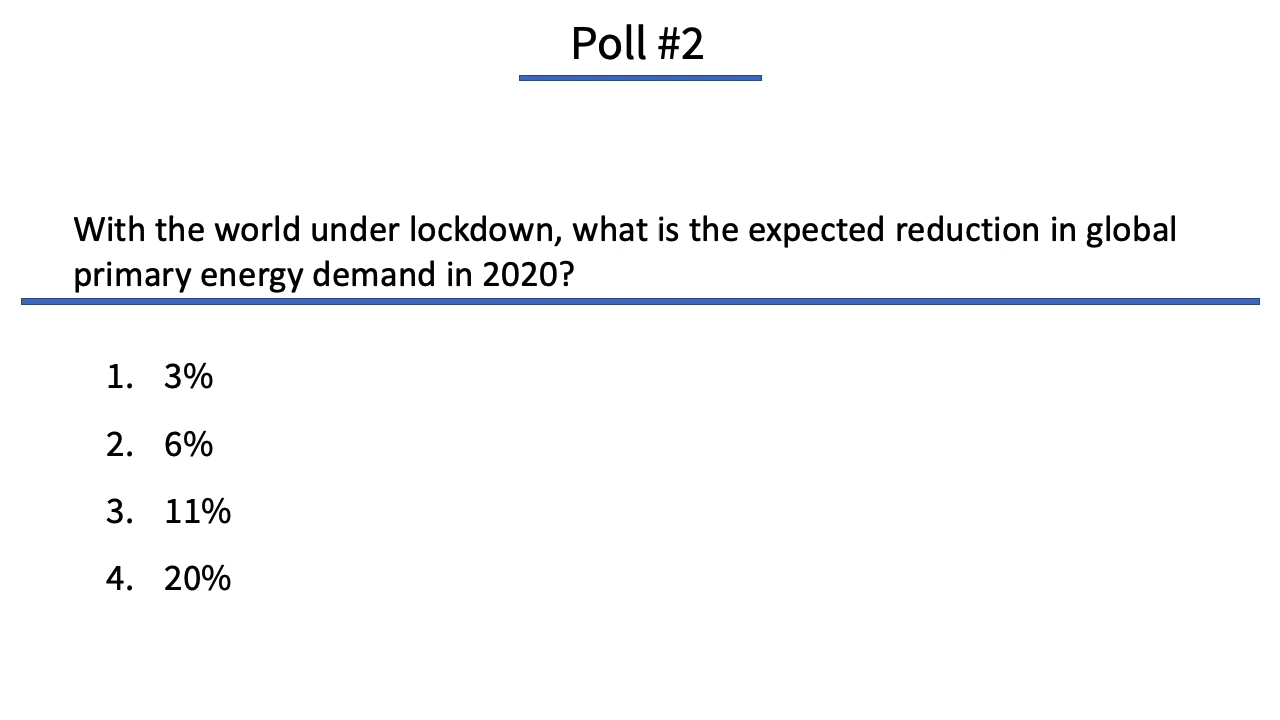 Poll #2
With the world under lockdown, what is the expected reduction in global
primary energy demand in 2020?
1. 3%
2. 6%
3. 11%
4. 20%